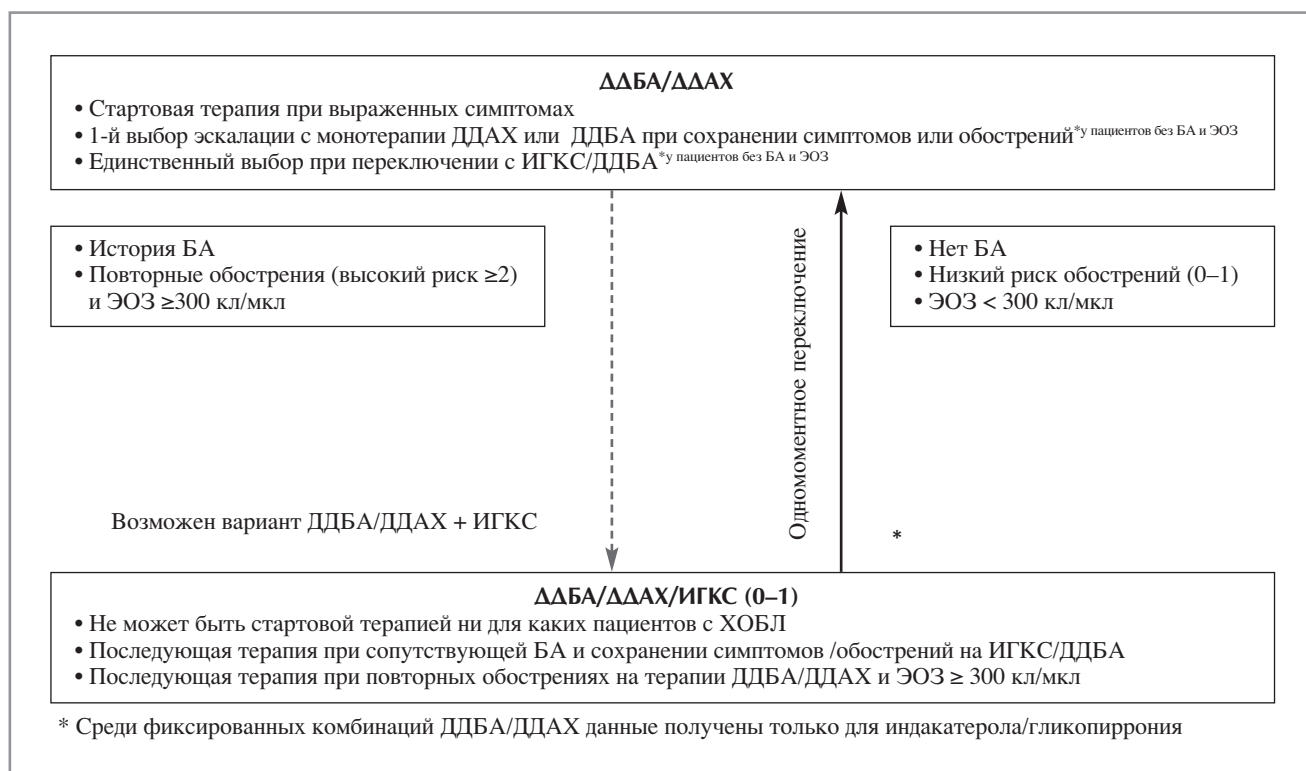 ДДБА/ДДАХ
• Стартовая терапия при выраженных симптомах
• 1-й выбор эскалации с монотерапии ДДАХ или ДДБА при сохранении симптомов или обострений*у пациентов без БА и ЭОЗ
• Единственный выбор при переключении с ИГКС/ДДБА*у пациентов без БА и ЭОЗ
• История БА
• Повторные обострения (высокий риск ≥2)
и ЭОЗ ≥300 кл/мкл
Одномоментное переключение
• Нет БА
• Низкий риск обострений (0–1)
• ЭОЗ < 300 кл/мкл
Возможен вариант ДДБА/ДДАХ + ИГКС
*
ДДБА/ДДАХ/ИГКС (0–1)
• Не может быть стартовой терапией ни для каких пациентов с ХОБЛ
• Последующая терапия при сопутствующей БА и сохранении симптомов /обострений на ИГКС/ДДБА
• Последующая терапия при повторных обострениях на терапии ДДБА/ДДАХ и ЭОЗ ≥ 300 кл/мкл
* Среди фиксированных комбинаций ДДБА/ДДАХ данные получены только для индакатерола/гликопиррония